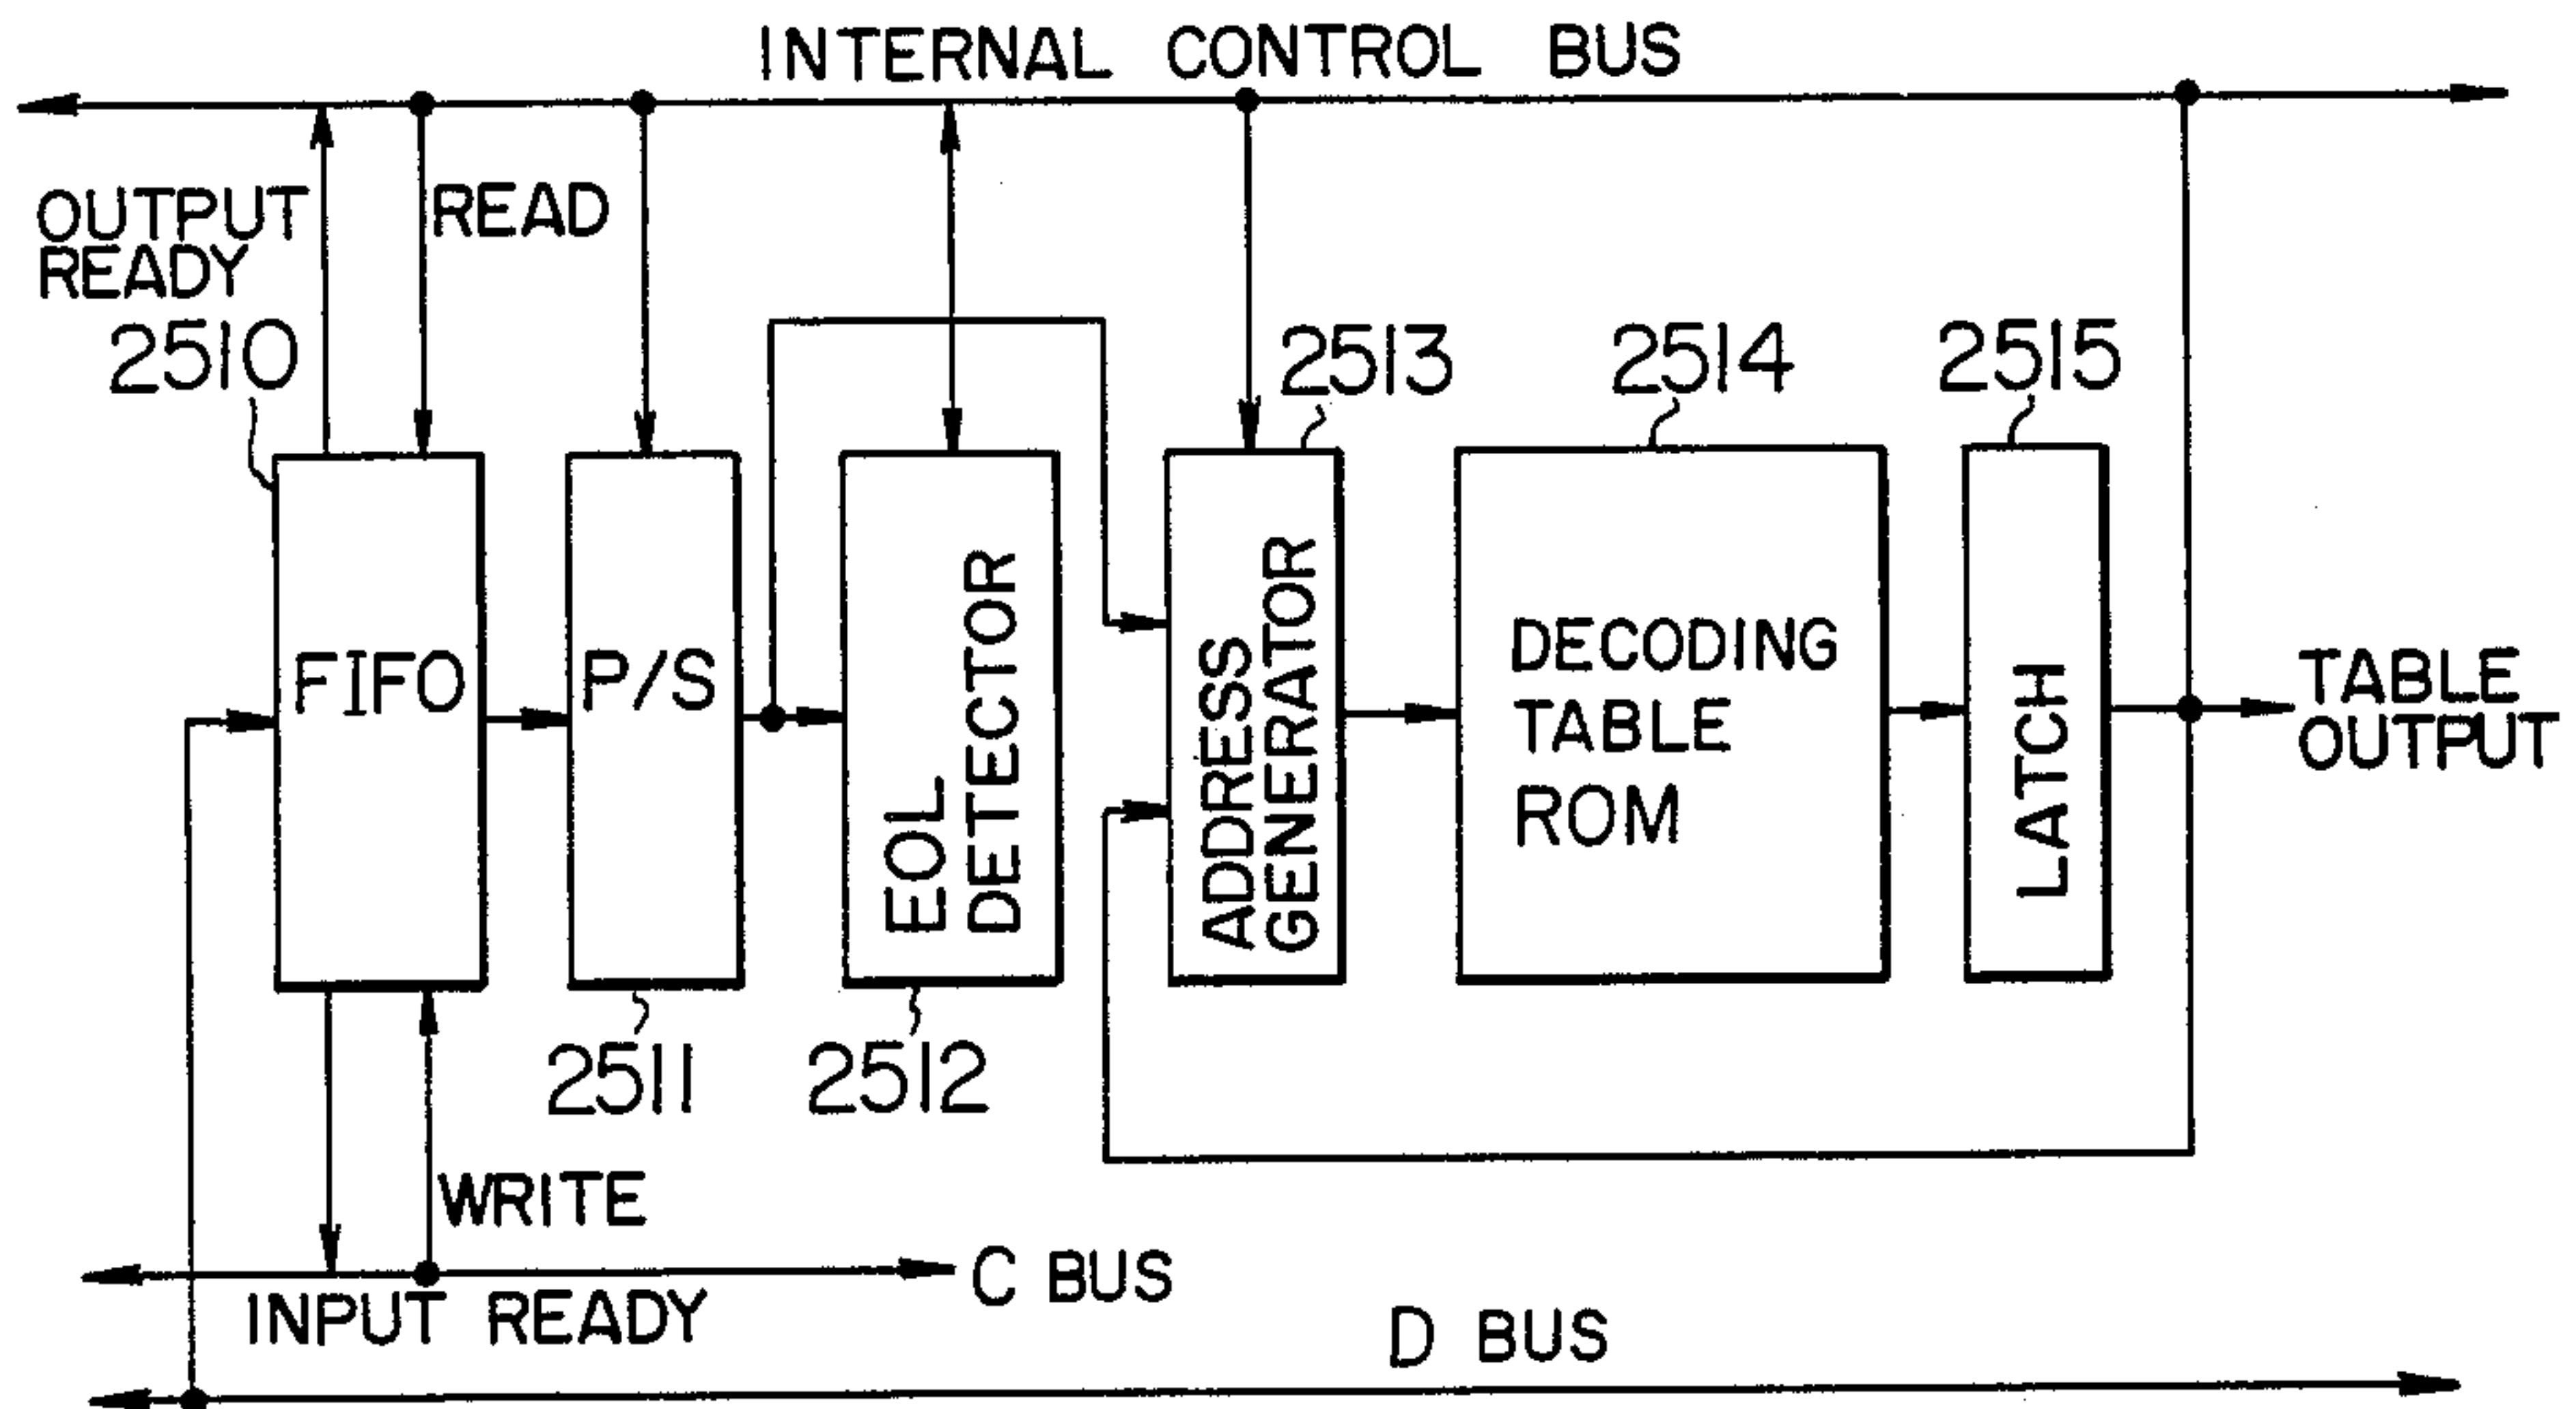 INTERNAL CONTROL BUS
OUTPUT
READY
READ
2510
2513
2514
2515
FIFO
P/S
EOL
DETECTOR
ADDRESS
GENERATOR
DECODING
TABLE
ROM
LATCH
TABLE
OUTPUT
2511
2512
WRITE
C BUS
INPUT READY
D BUS